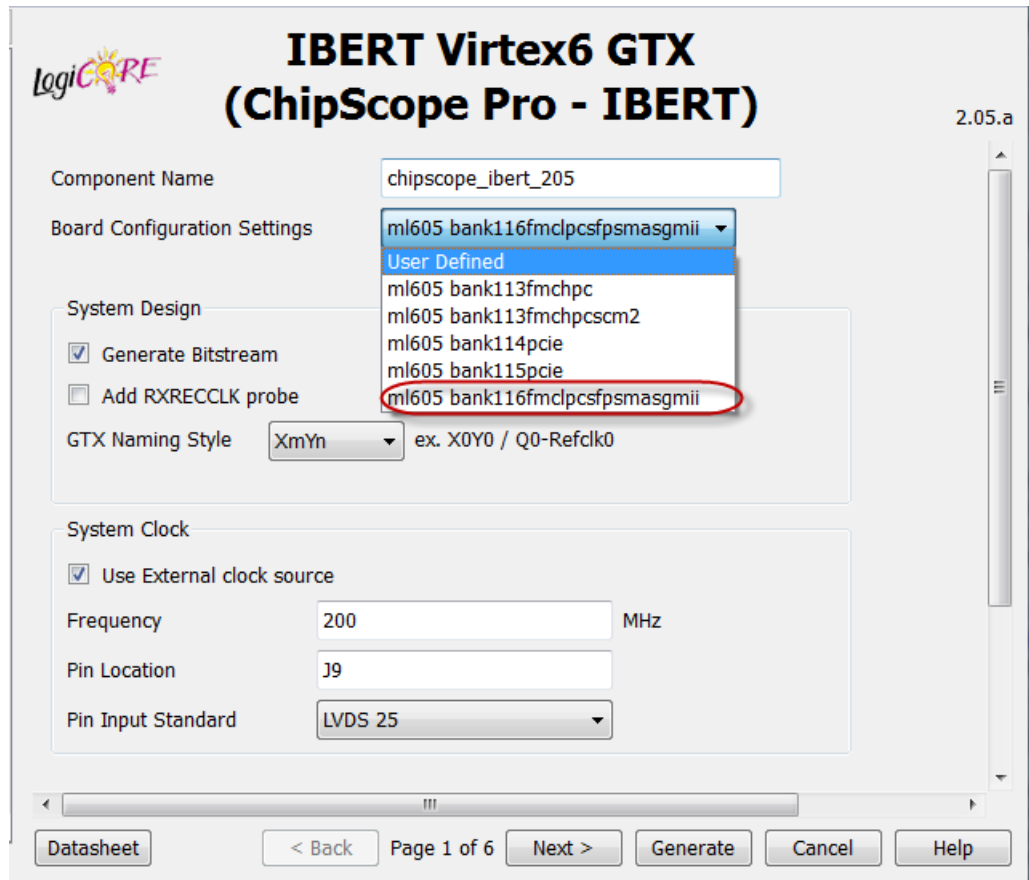 LogiCORE
IBERT Virtex6 GTX
(ChipScope Pro - IBERT)
2.05.a
Component Name chipscope_ibert_205
Board Configuration Settings ml605 bank116fmclpcsfpsmasgmii
User Defined
ml605 bank113fmchpc
ml605 bank113fmchpcscm2
ml605 bank114pcie
ml605 bank115pcie
ml605 bank116fmclpcsfpsmasgmii
System Design
Generate Bitstream
Add RXRECCLK probe
GTX Naming Style XmYn ex. X0Y0 / Q0-Refclk0
System Clock
Use External clock source
Frequency 200 MHz
Pin Location J9
Pin Input Standard LVDS 25
Datasheet < Back Page 1 of 6 Next > Generate Cancel Help